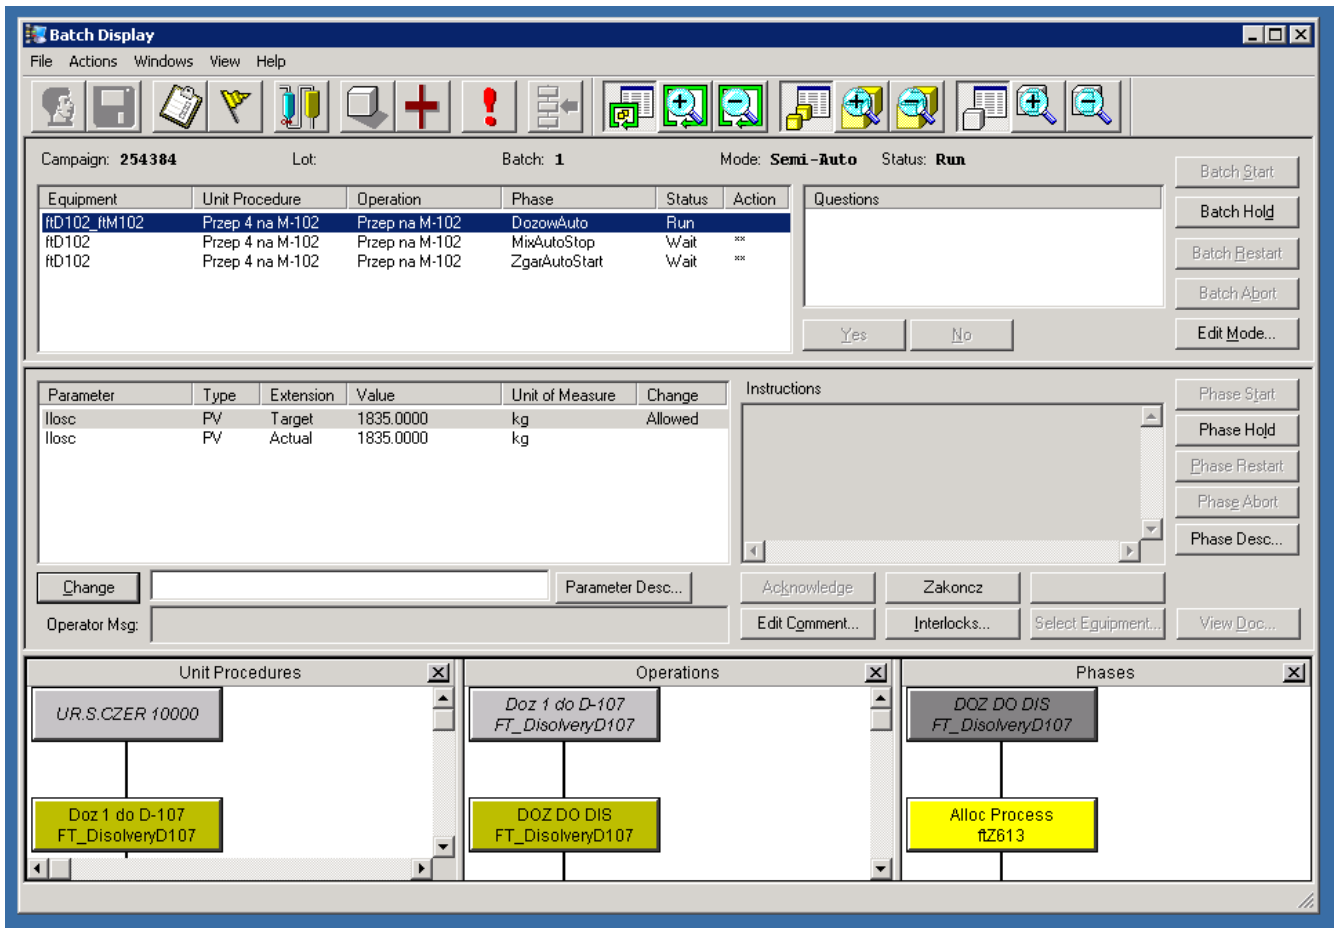 Batch Display
File Actions Windows View Help
Campaign: 254384 Lot: Batch: 1 Mode: Semi-Auto Status: Run
Equipment Unit Procedure Operation Phase Status Action
ftD102_ftM102 Przep 4 na M-102 Przep na M-102 DozowAuto Run
ftD102 Przep 4 na M-102 Przep na M-102 MixAutoStop Wait **
ftD102 Przep 4 na M-102 Przep na M-102 ZgarAutoStart Wait **
Questions
Yes No
Batch Start
Batch Hold
Batch Restart
Batch Abort
Edit Mode...
Parameter Type Extension Value Unit of Measure Change
Ilosc PV Target 1835.0000 kg Allowed
Ilosc PV Actual 1835.0000 kg
Instructions
Phase Start
Phase Hold
Phase Restart
Phase Abort
Phase Desc...
Change Parameter Desc... Acknowledge Zakoncz
Operator Msg: Edit Comment... Interlocks... Select Equipment... View Doc...
Unit Procedures
UR.S.CZER 10000
Doz 1 do D-107
FT_DisolveryD107
Operations
Doz 1 do D-107
FT_DisolveryD107
DOZ DO DIS
FT_DisolveryD107
Phases
DOZ DO DIS
FT_DisolveryD107
Alloc Process
ftZ613